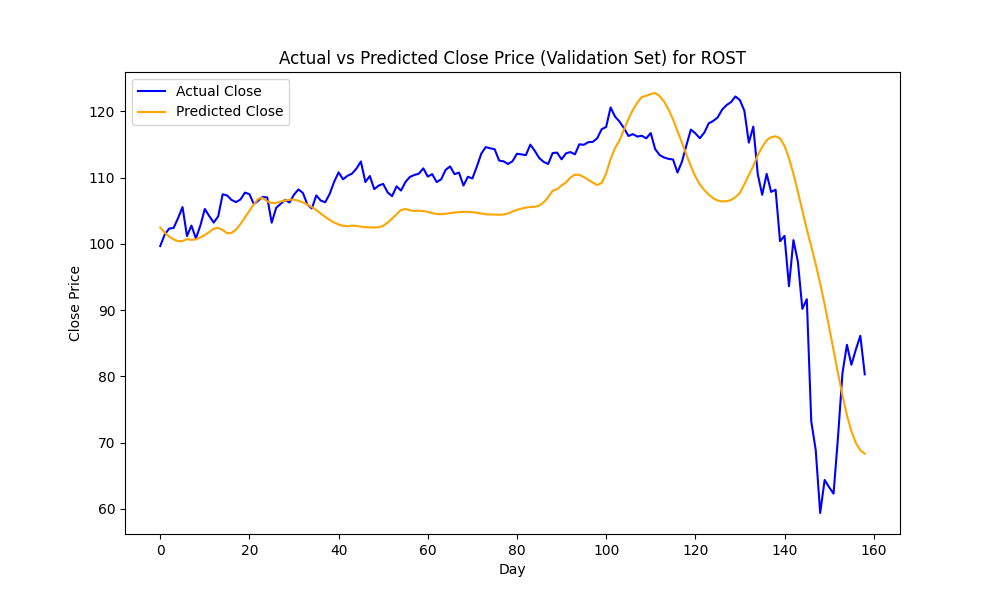 Actual vs Predicted Close Price (Validation Set) for ROST
Actual Close
Predicted Close
Close Price
120
110
100
90
80
70
60
0 20 40 60 80 100 120 140 160
Day